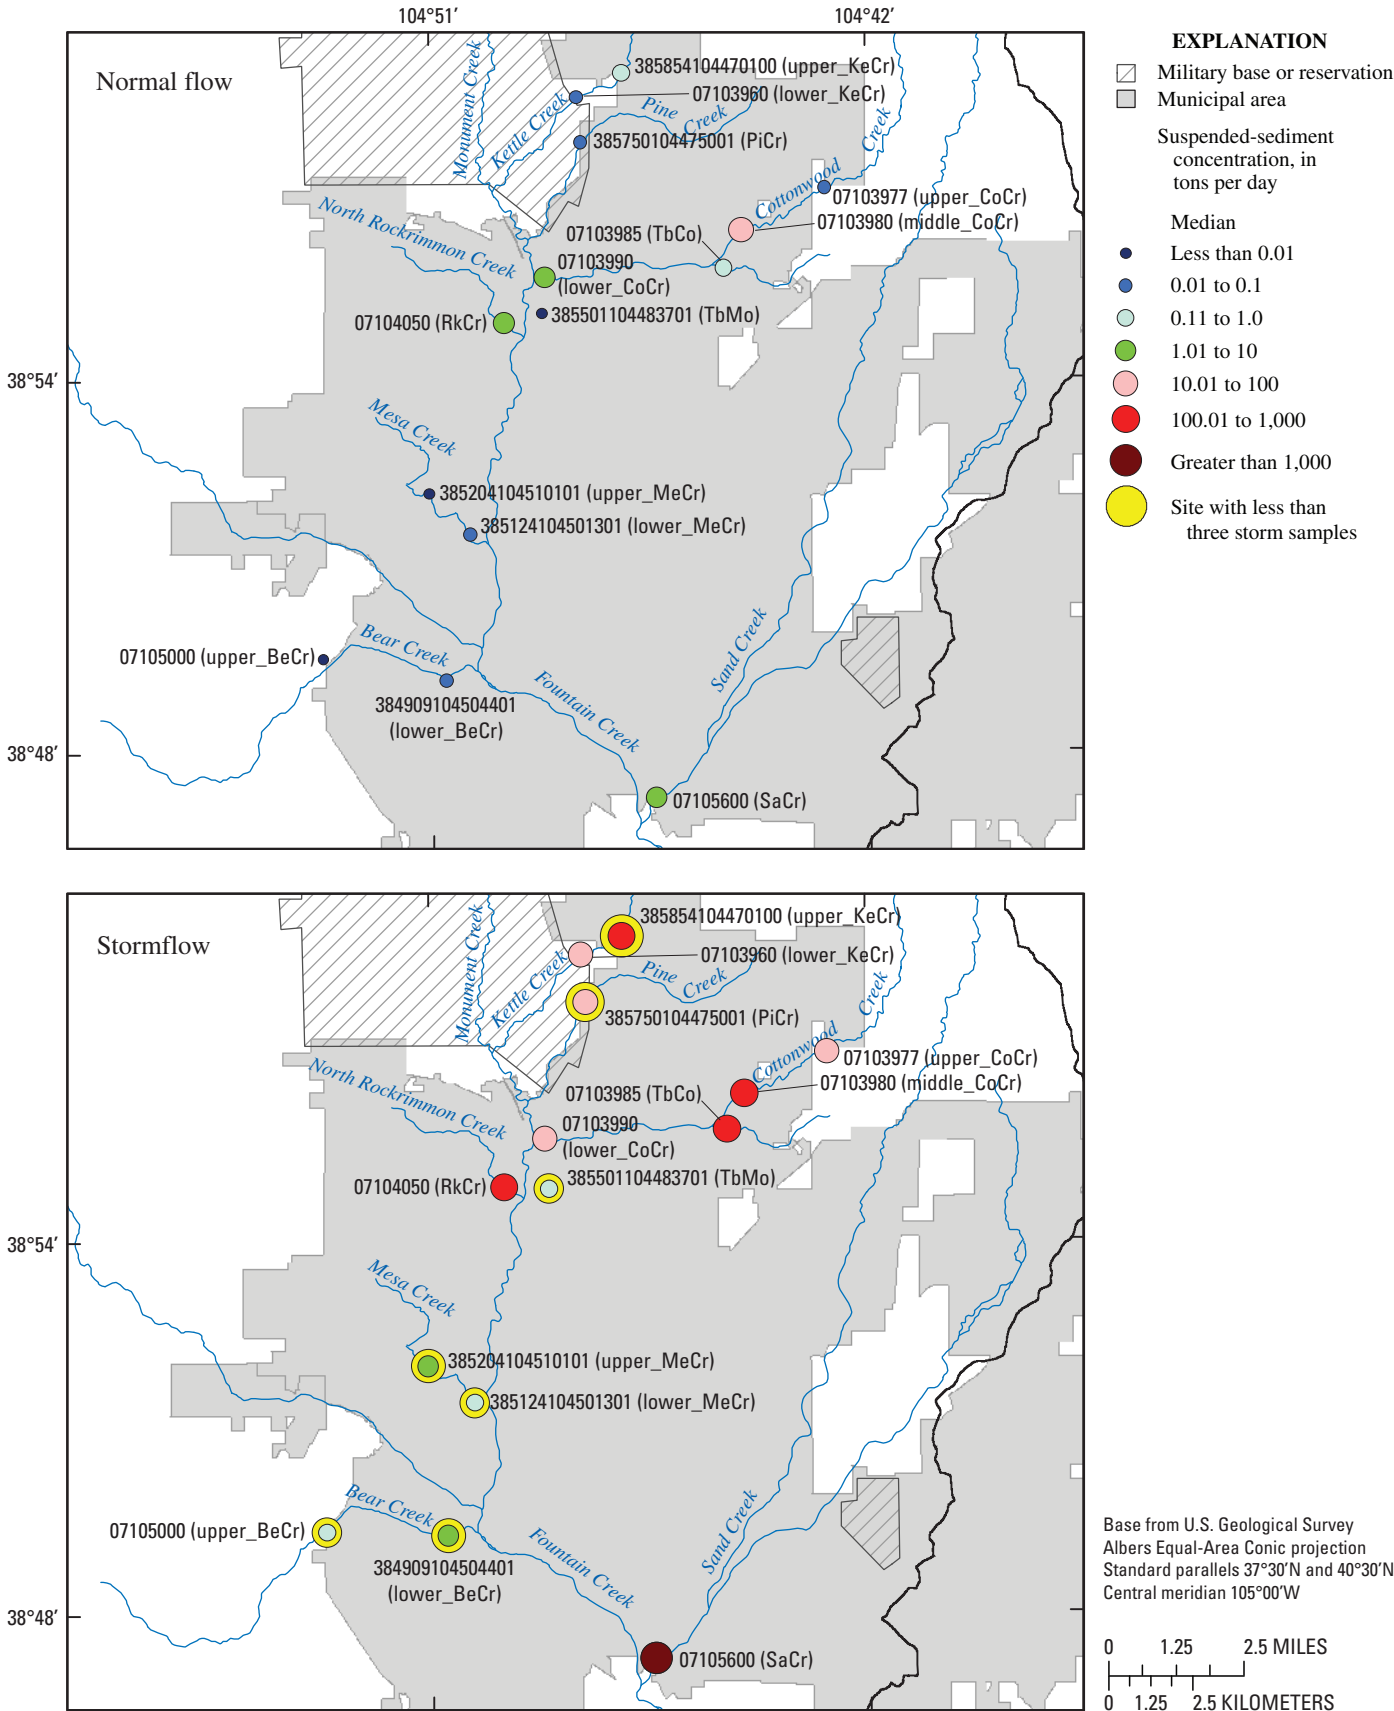 104°51′
104°42′
Normal flow
Monument Creek
Kettle Creek
385854104470100 (upper_KeCr)
07103960 (lower_KeCr)
Pine
Creek
385750104475001 (PiCr)
Cottonwood
Creek
07103977 (upper_CoCr)
07103980 (middle_CoCr)
North Rockrimmon Creek
07103985 (TbCo)
07103990
(lower_CoCr)
385501104483701 (TbMo)
07104050 (RkCr)
38°54′
Mesa Creek
385204104510101 (upper_MeCr)
385124104501301 (lower_MeCr)
Bear Creek
07105000 (upper_BeCr)
384909104504401
(lower_BeCr)
Fountain Creek
Sand Creek
38°48′
07105600 (SaCr)
EXPLANATION
Military base or reservation
Municipal area
Suspended-sediment
concentration, in
tons per day
Median
Less than 0.01
0.01 to 0.1
0.11 to 1.0
1.01 to 10
10.01 to 100
100.01 to 1,000
Greater than 1,000
Site with less than
three storm samples
Stormflow
Monument Creek
Kettle Creek
385854104470100 (upper_KeCr)
07103960 (lower_KeCr)
Pine
Creek
385750104475001 (PiCr)
Cottonwood
Creek
07103977 (upper_CoCr)
07103980 (middle_CoCr)
North Rockrimmon Creek
07103985 (TbCo)
07103990
(lower_CoCr)
385501104483701 (TbMo)
07104050 (RkCr)
38°54′
Mesa Creek
385204104510101 (upper_MeCr)
385124104501301 (lower_MeCr)
Bear Creek
07105000 (upper_BeCr)
384909104504401
(lower_BeCr)
Fountain Creek
Sand Creek
38°48′
07105600 (SaCr)
Base from U.S. Geological Survey
Albers Equal-Area Conic projection
Standard parallels 37°30′N and 40°30′N
Central meridian 105°00′W
0 1.25 2.5 MILES
0 1.25 2.5 KILOMETERS